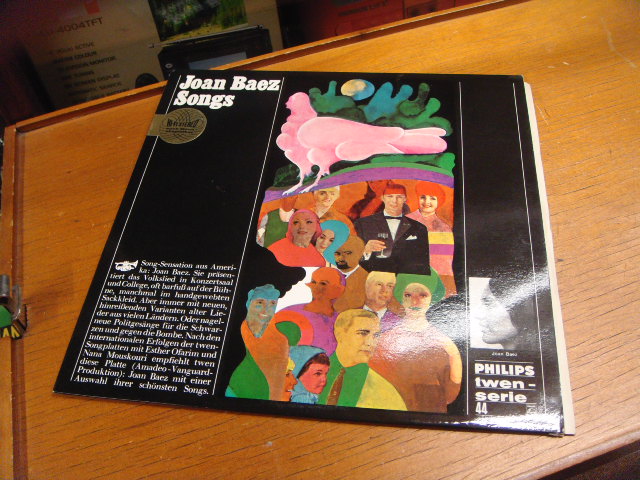 4004TFT
Joan Baez
Songs
Song-Sensation aus Ameri-
ka: Joan Baez. Sie präsen-
tiert das Volkslied in Konzertsaal
und College, oft barfuß auf der Büh-
ne, manchmal im handgewebten
Sackkleid. Aber immer mit neuen,
hinreißenden Varianten alter Lie-
der aus vielen Ländern. Oder nagel-
neue Politgesänge für die Schwar-
zen und gegen die Bombe. Nach den
internationalen Erfolgen der twen-
Songplatten mit Esther Ofarim und
Nana Mouskouri empfiehlt twen
diese Platte (Amadeo-Vanguard-
Produktion): Joan Baez mit einer
Auswahl ihrer schönsten Songs.
Joan Baez
PHILIPS
twen-
serie
44